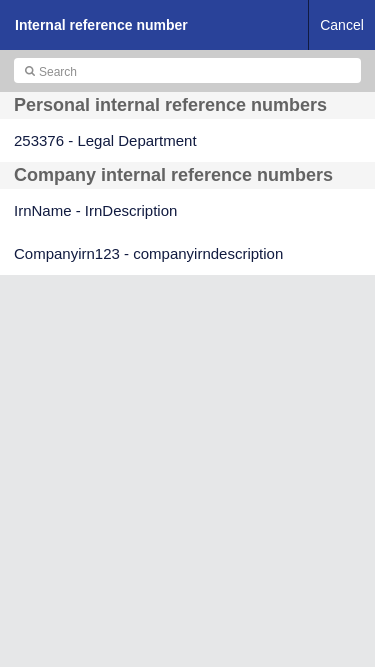 Internal reference number
Cancel
Search
Personal internal reference numbers
253376 - Legal Department
Company internal reference numbers
IrnName - IrnDescription
Companyirn123 - companyirndescription